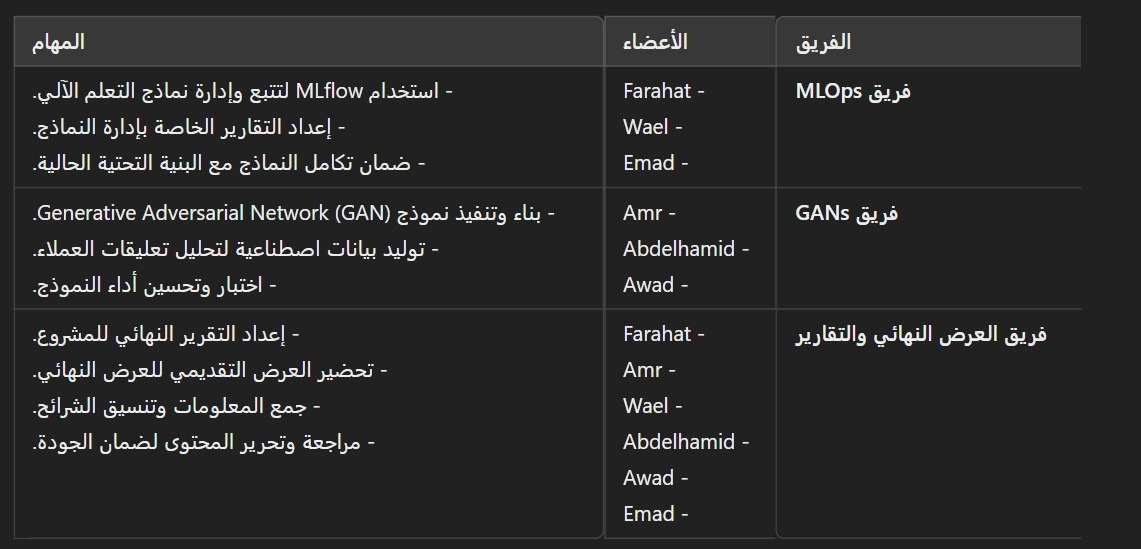 الفريق
الأعضاء
المهام
فريق MLOps
- Farahat
- Wael
- Emad
- استخدام MLflow لتتبع وإدارة نماذج التعلم الآلي.
- إعداد التقارير الخاصة بإدارة النماذج.
- ضمان تكامل النماذج مع البنية التحتية الحالية.
فريق GANs
- Amr
- Abdelhamid
- Awad
- بناء وتنفيذ نموذج Generative Adversarial Network (GAN).
- توليد بيانات اصطناعية لتحليل تعليقات العملاء.
- اختبار وتحسين أداء النموذج.
فريق العرض النهائي والتقارير
- Farahat
- Amr
- Wael
- Abdelhamid
- Awad
- Emad
- إعداد التقرير النهائي للمشروع.
- تحضير العرض التقديمي للعرض النهائي.
- جمع المعلومات وتنسيق الشرائح.
- مراجعة وتحرير المحتوى لضمان الجودة.